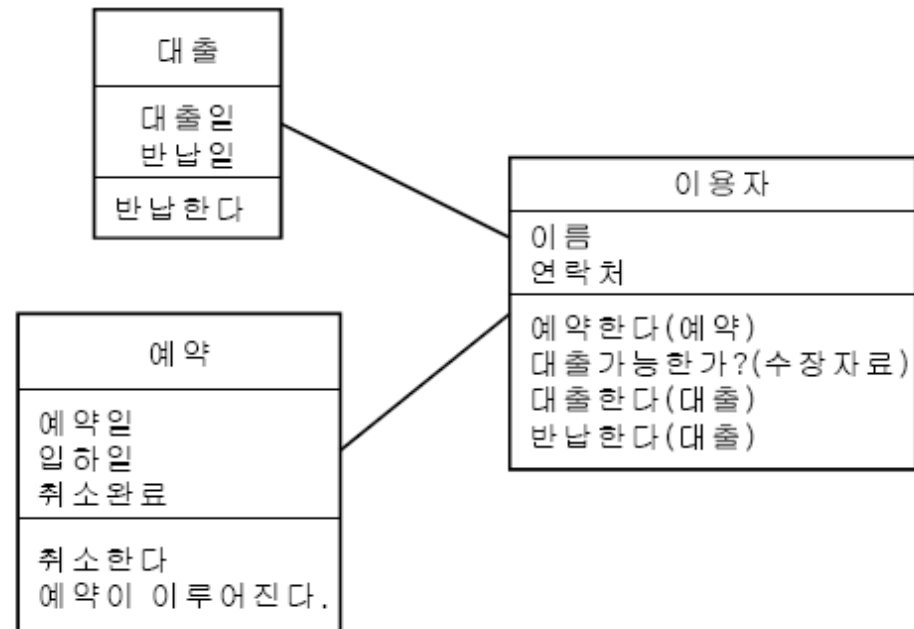 대출
대출일
반납일
반납한다
이용자
이름
연락처
예약한다(예약)
대출가능한가?(수장자료)
대출한다(대출)
반납한다(대출)
예약
예약일
입하일
취소완료
취소한다
예약이 이루어진다.